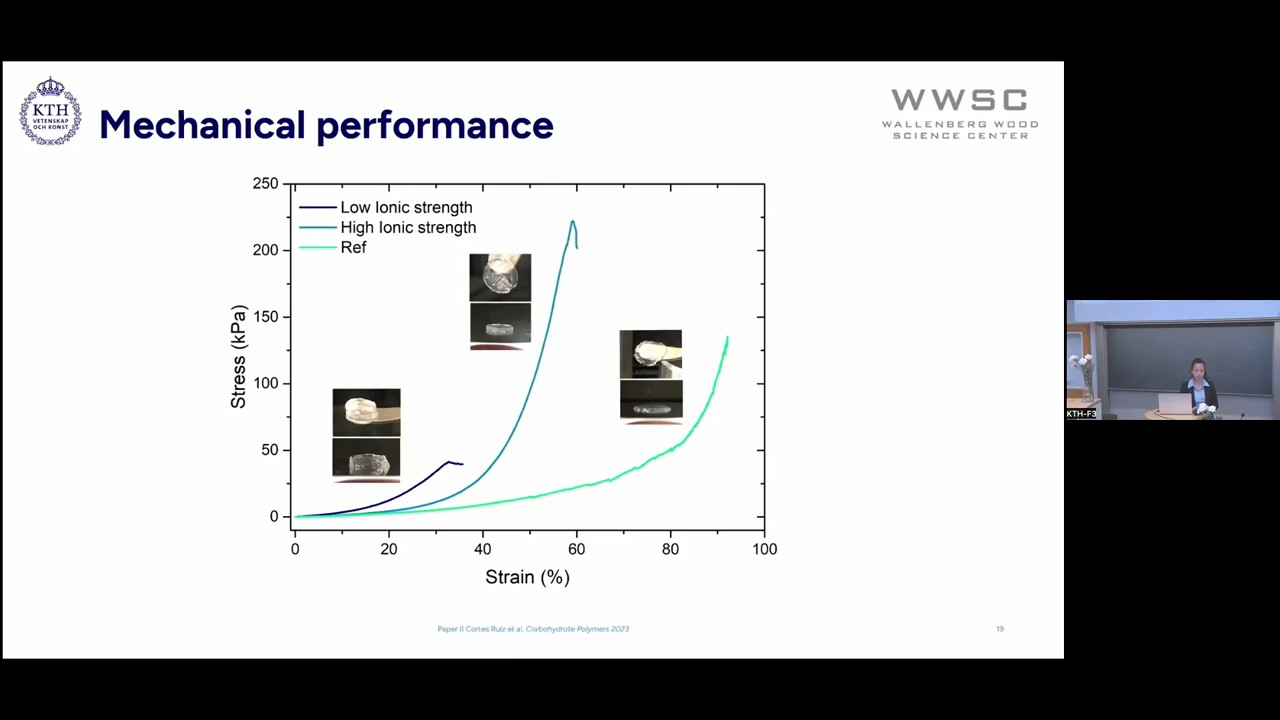 KTH
VETENSKAP
OCH KONST
Mechanical performance
WWSC
WALLENBERG WOOD
SCIENCE CENTER
250
200
150
100
50
0
Stress (kPa)
Low Ionic strength
High Ionic strength
Ref
0 20 40 60 80 100
Strain (%)
Paper II Cortes Ruiz et al. Carbohydrate Polymers 2023
19
KTH-F3